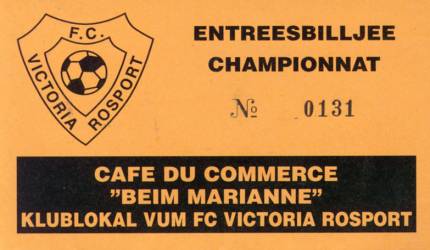 F.C.
VICTORIA ROSPORT
ENTREESBILLJEE
CHAMPIONNAT
№ 0131
CAFE DU COMMERCE
"BEIM MARIANNE"
KLUBLOKAL VUM FC VICTORIA ROSPORT